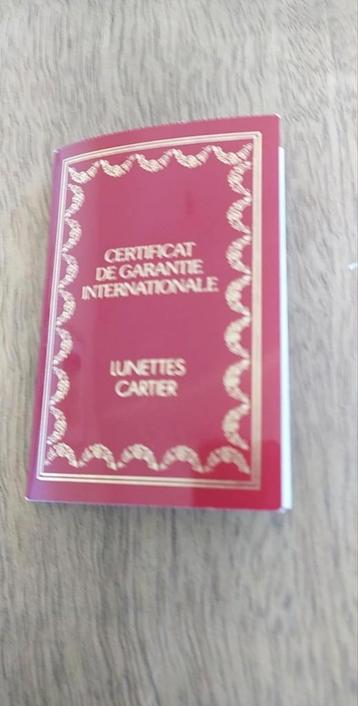 CERTIFICAT
DE GARANTIE
INTERNATIONALE
LUNETTES
CARTIER